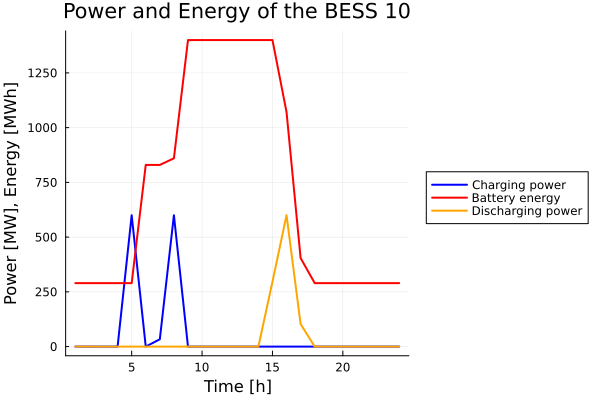 Power and Energy of the BESS 10
Power [MW], Energy [MWh]
1250
1000
750
500
250
0
5
10
15
20
Time [h]
Charging power
Battery energy
Discharging power